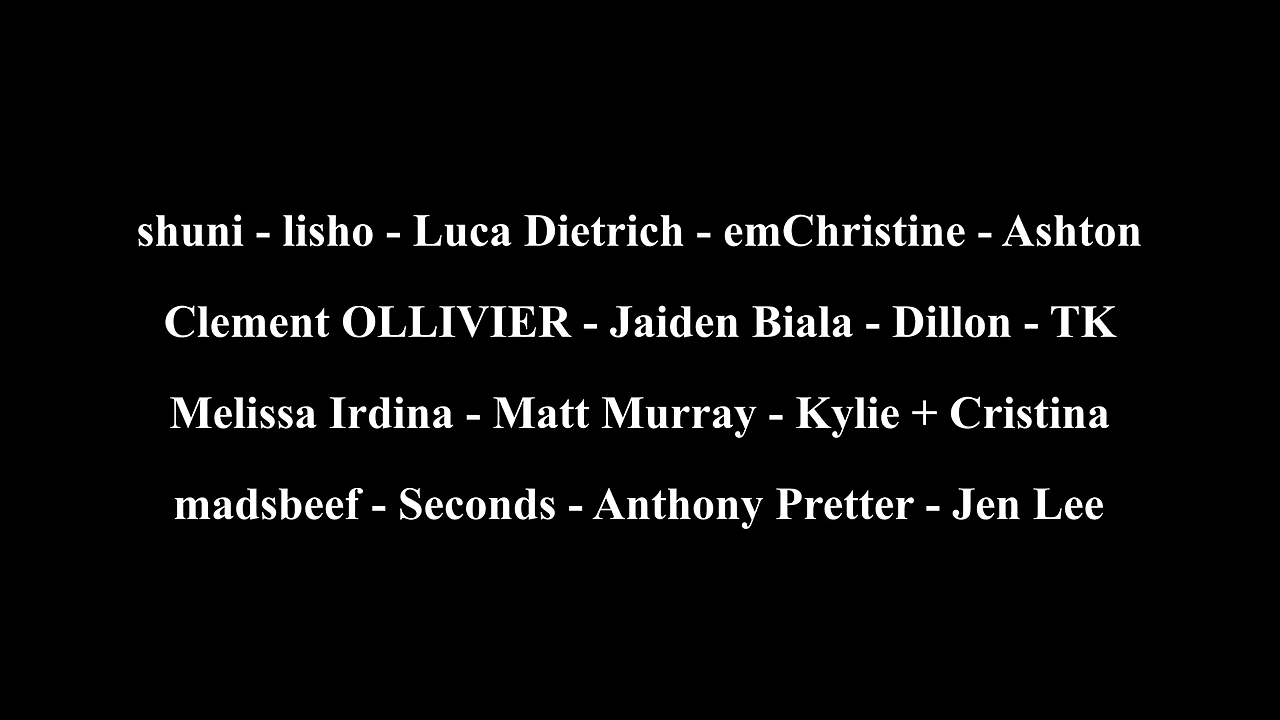 shuni - lisho - Luca Dietrich - emChristine - Ashton
Clement OLLIVIER - Jaiden Biala - Dillon - TK
Melissa Irdina - Matt Murray - Kylie + Cristina
madsbeef - Seconds - Anthony Pretter - Jen Lee